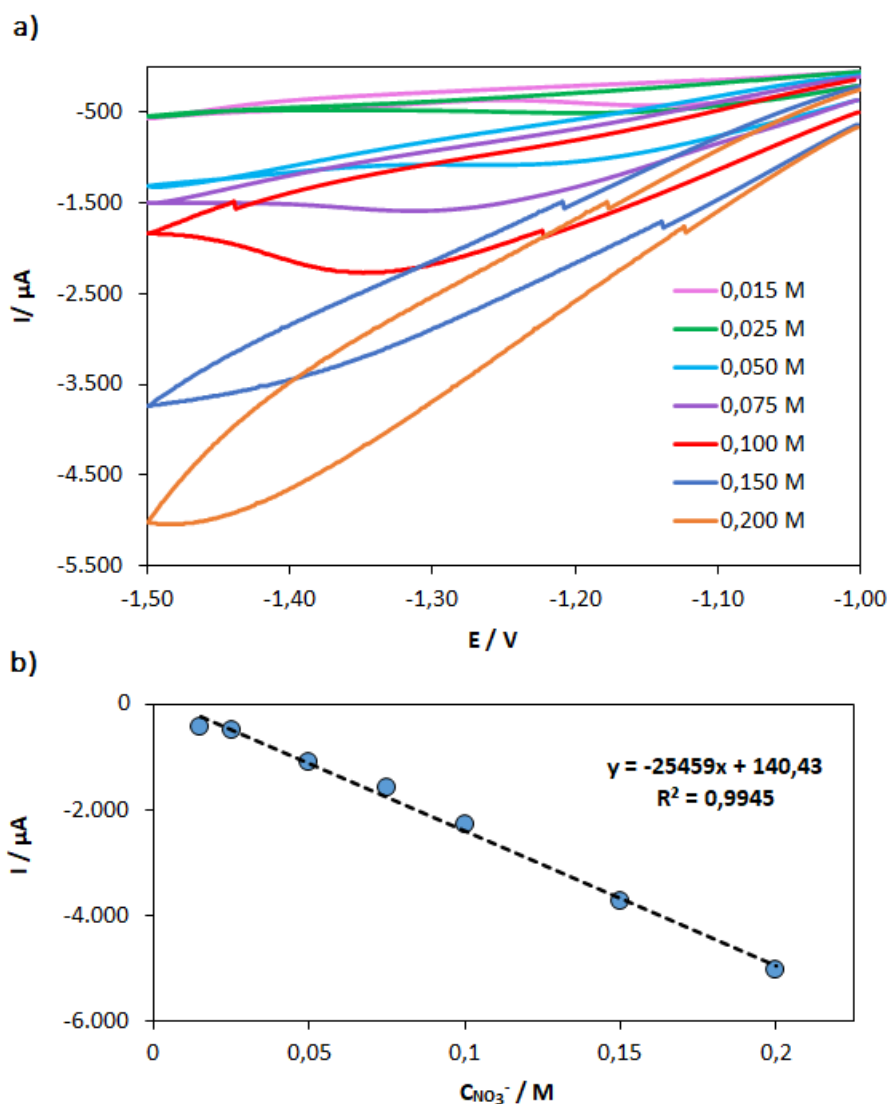 a)
-500
-1.500
-2.500
-3.500
-4.500
-5.500
I/ µA
0,015 M
0,025 M
0,050 M
0,075 M
0,100 M
0,150 M
0,200 M
-1,50 -1,40 -1,30 -1,20 -1,10 -1,00
E / V
b)
0
-2.000
-4.000
-6.000
I / µA
y = -25459x + 140,43
R² = 0,9945
0 0,05 0,1 0,15 0,2
C_NO₃⁻ / M